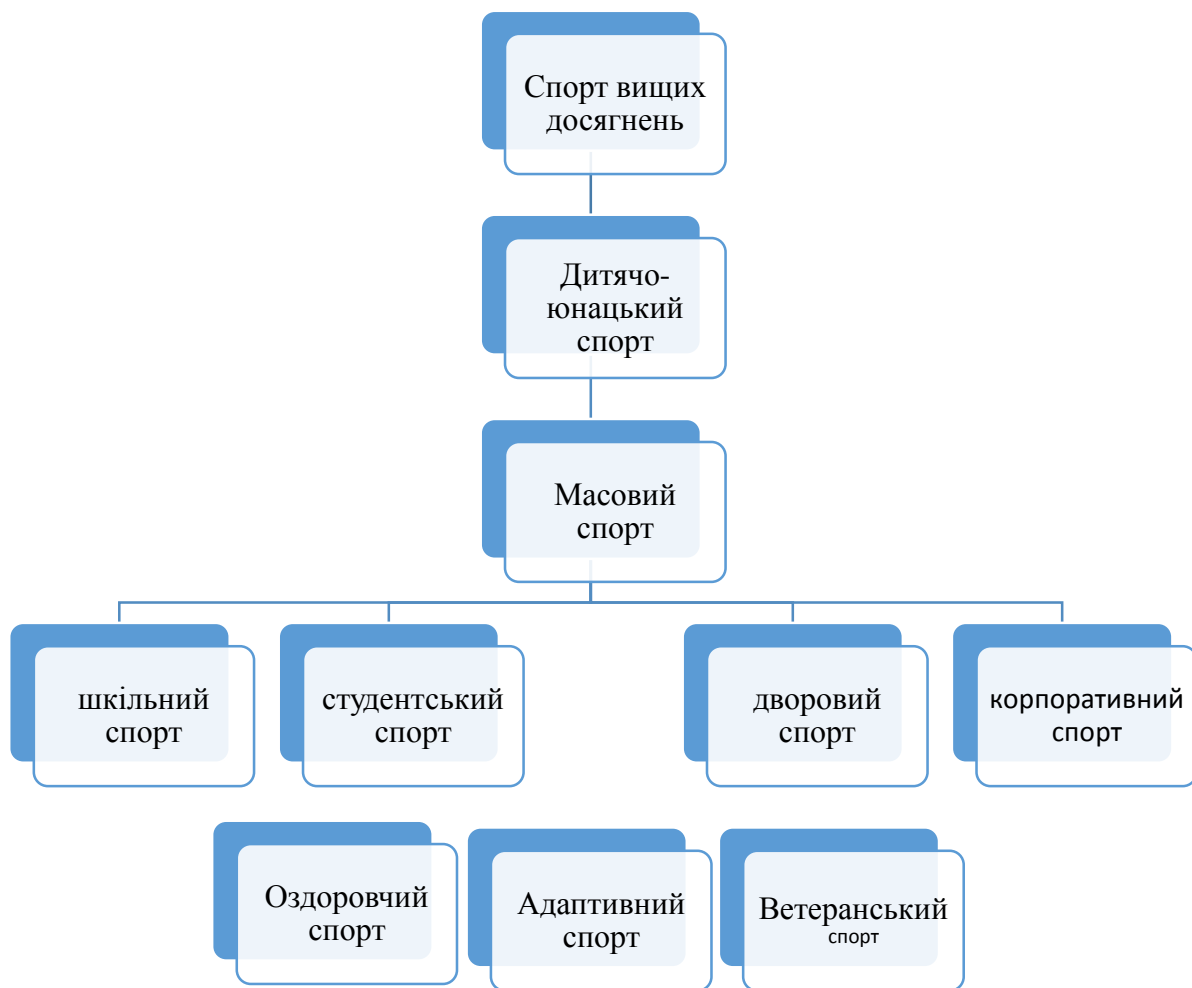 Спорт вищих
досягнень
Дитячо-
юнацький
спорт
Масовий
спорт
шкільний
спорт
студентський
спорт
дворовий
спорт
корпоративний
спорт
Оздоровчий
спорт
Адаптивний
спорт
Ветеранський
спорт